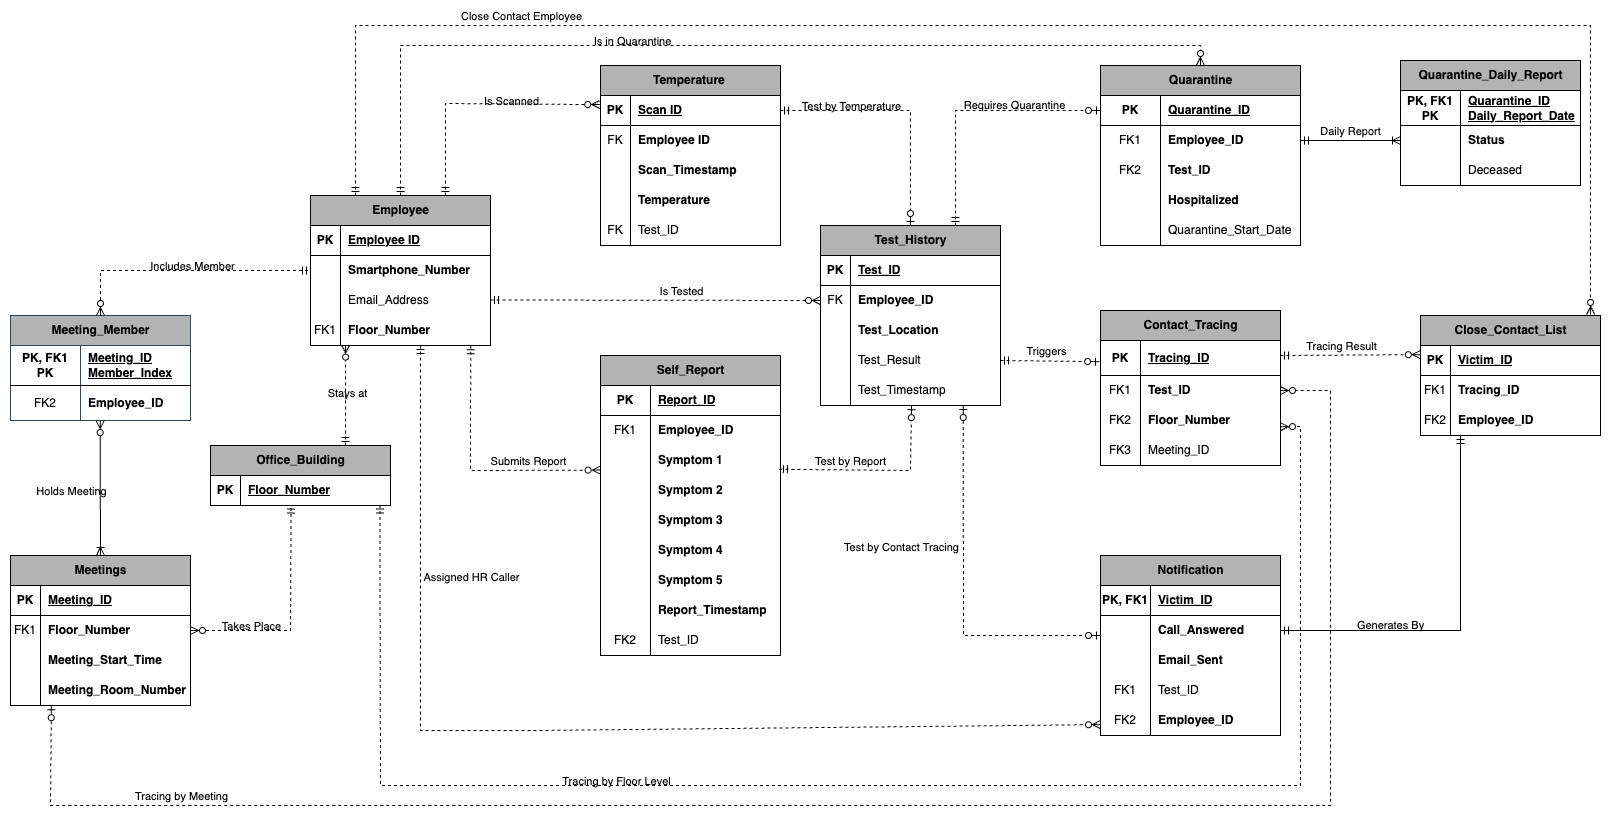 Close Contact Employee
Is in Quarantine
Temperature
PK Scan ID
FK Employee ID
Scan_Timestamp
Temperature
FK Test_ID
Is Scanned
Test by Temperature
Requires Quarantine
Quarantine
PK Quarantine_ID
FK1 Employee_ID
FK2 Test_ID
Hospitalized
Quarantine_Start_Date
Daily Report
Quarantine_Daily_Report
PK, FK1 Quarantine_ID
PK Daily_Report_Date
Status
Deceased
Employee
PK Employee ID
Smartphone_Number
Email_Address
FK1 Floor_Number
Includes Member
Is Tested
Test_History
PK Test_ID
FK Employee_ID
Test_Location
Test_Result
Test_Timestamp
Triggers
Contact_Tracing
PK Tracing_ID
FK1 Test_ID
FK2 Floor_Number
FK3 Meeting_ID
Tracing Result
Close_Contact_List
PK Victim_ID
FK1 Tracing_ID
FK2 Employee_ID
Meeting_Member
PK, FK1 Meeting_ID
PK Member_Index
FK2 Employee_ID
Stays at
Self_Report
PK Report_ID
FK1 Employee_ID
Symptom 1
Symptom 2
Symptom 3
Symptom 4
Symptom 5
Report_Timestamp
FK2 Test_ID
Submits Report
Test by Report
Office_Building
PK Floor_Number
Holds Meeting
Test by Contact Tracing
Assigned HR Caller
Meetings
PK Meeting_ID
FK1 Floor_Number
Meeting_Start_Time
Meeting_Room_Number
Takes Place
Notification
PK, FK1 Victim_ID
Call_Answered
Email_Sent
FK1 Test_ID
FK2 Employee_ID
Generates By
Tracing by Floor Level
Tracing by Meeting